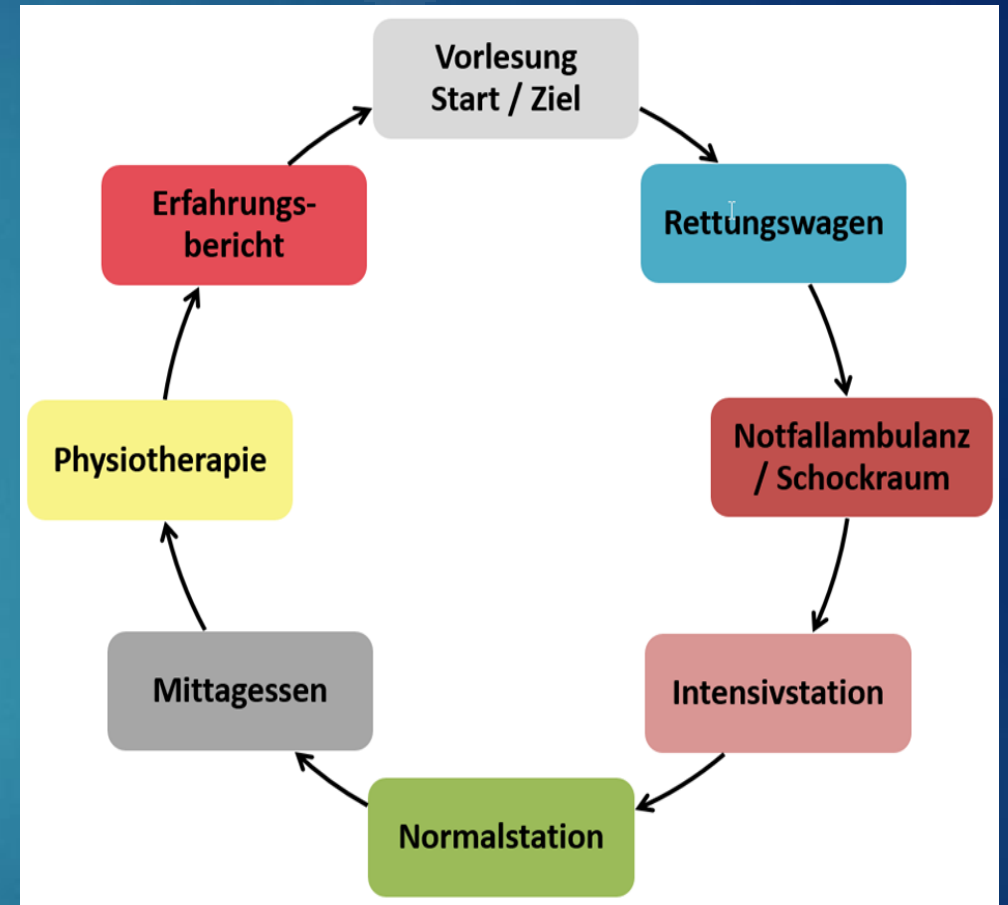 Vorlesung
Start / Ziel
Rettungswagen
Notfallambulanz
/ Schockraum
Intensivstation
Normalstation
Mittagessen
Physiotherapie
Erfahrungs-
bericht